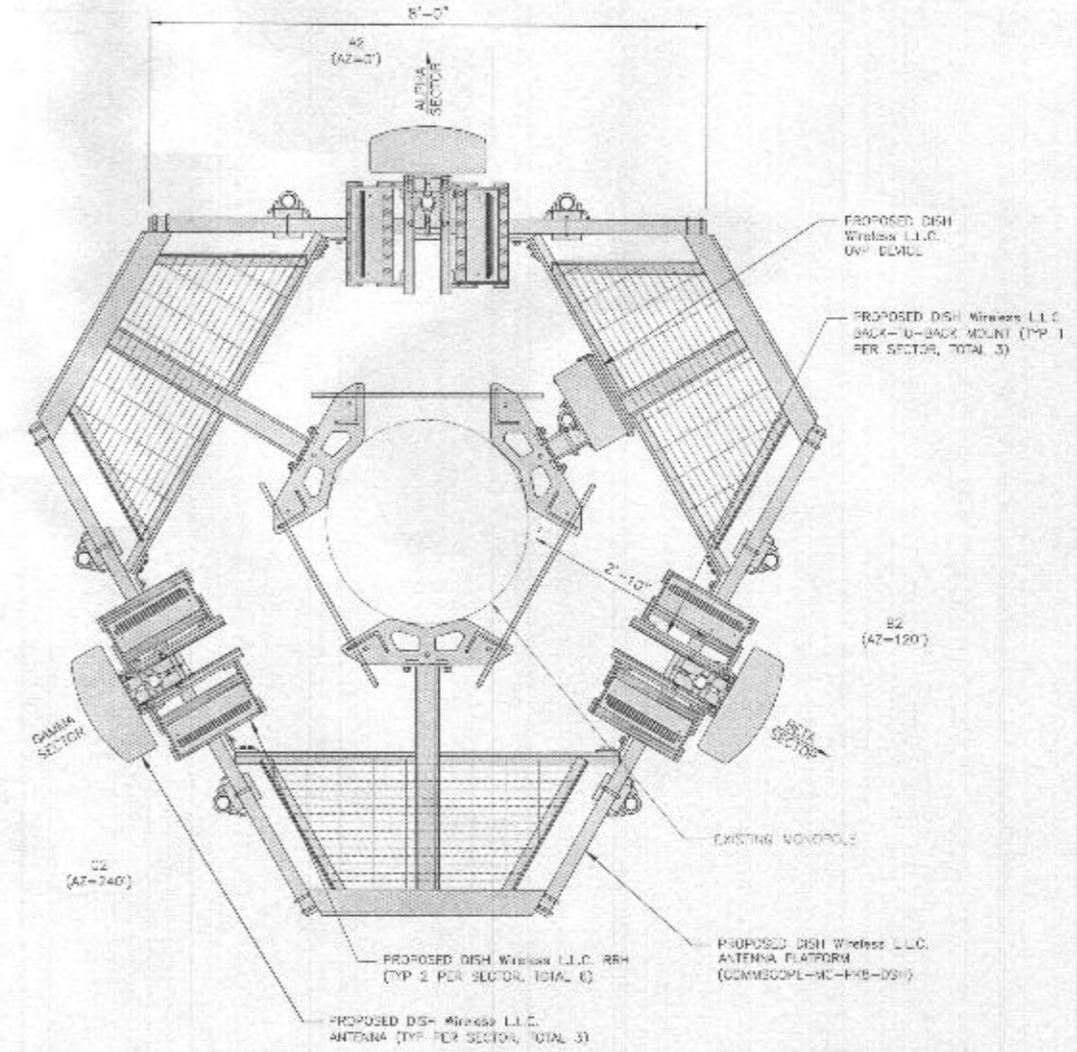 8'-0"
A2
(AZ=0°)
ALPHA
SECTOR
PROPOSED DISH
Wireless L.L.C.
OVP DEVICE
PROPOSED DISH Wireless L.L.C.
BACK-TO-BACK MOUNT (TYP 1
PER SECTOR, TOTAL 3)
2'-10"
B2
(AZ=120°)
GAMMA
SECTOR
BETA
SECTOR
EXISTING MONOPOLE
C2
(AZ=240°)
PROPOSED DISH Wireless L.L.C. RRH
(TYP 2 PER SECTOR, TOTAL 6)
PROPOSED DISH Wireless L.L.C.
ANTENNA PLATFORM
(COMMSCOPE-MC-PK8-DSH)
PROPOSED DISH Wireless L.L.C.
ANTENNA (TYP PER SECTOR, TOTAL 3)